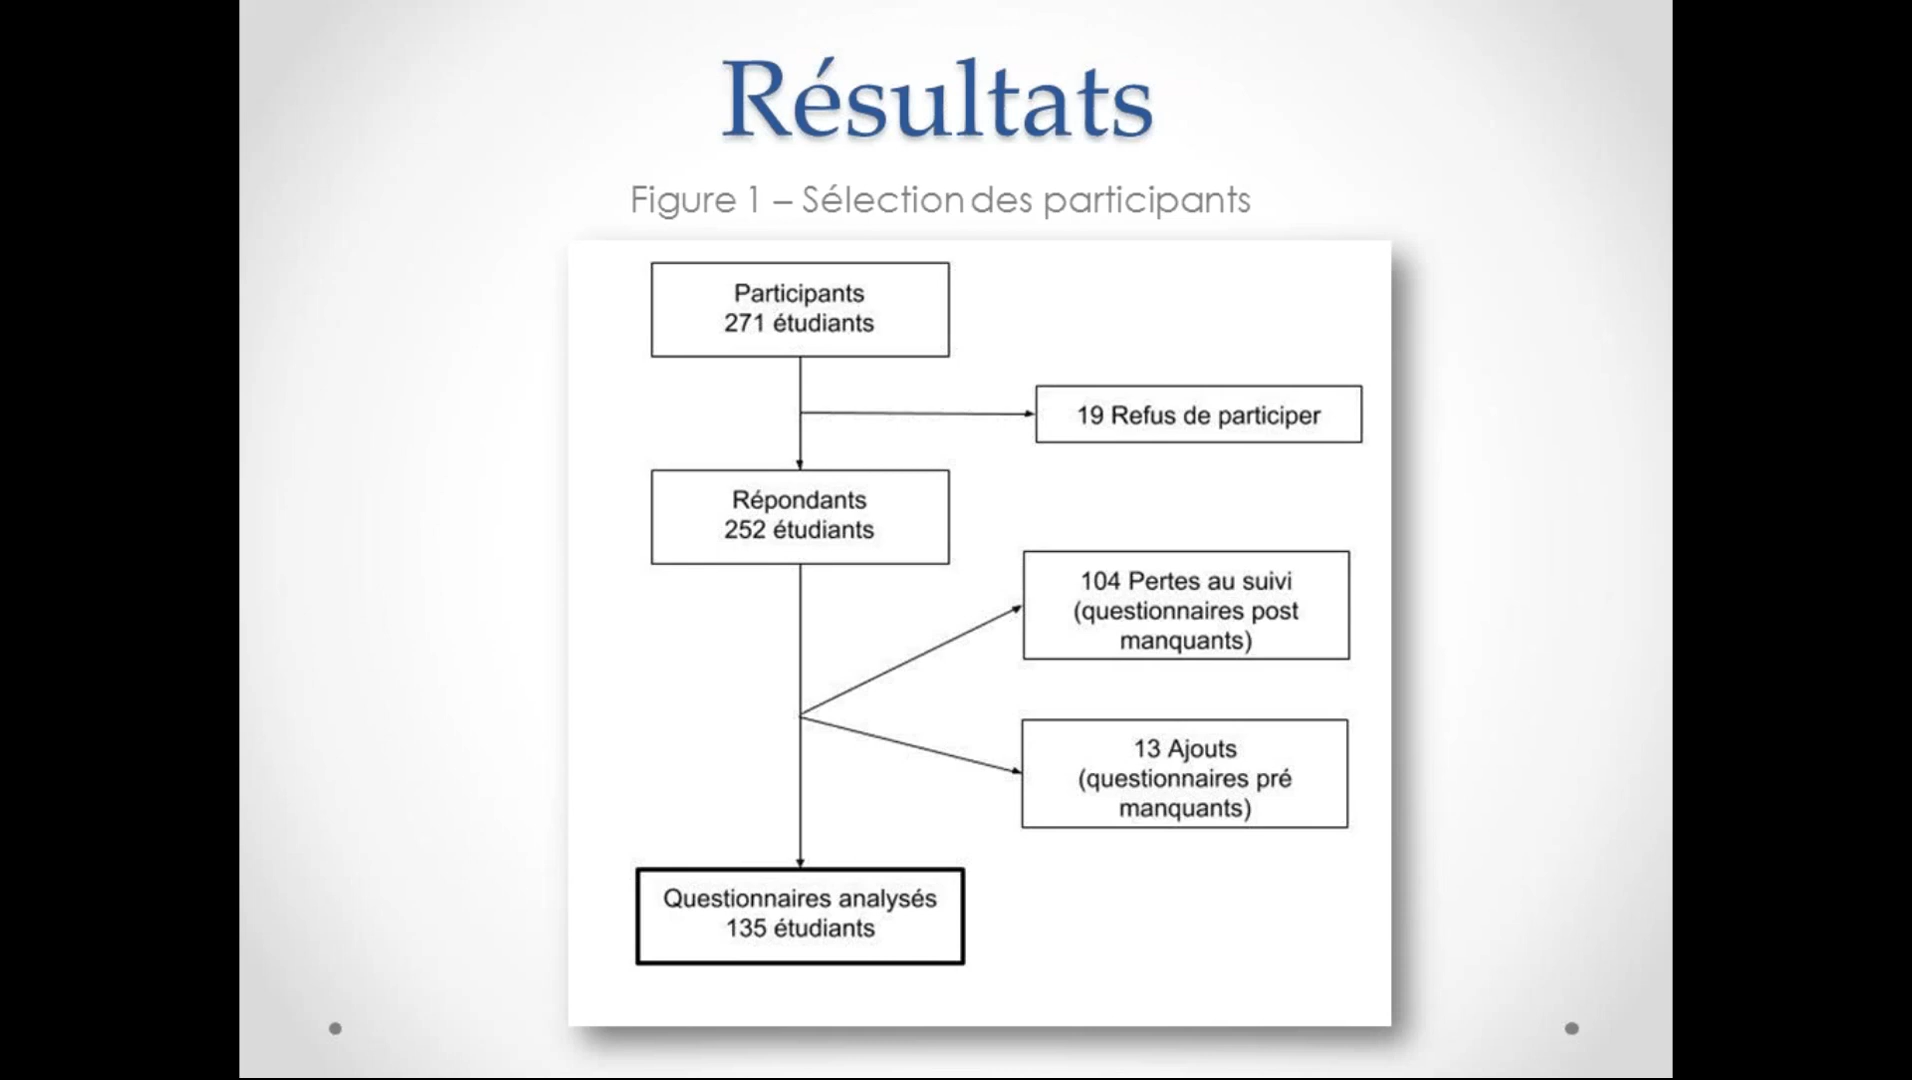 Résultats
Figure 1 – Sélection des participants
Participants
271 étudiants
19 Refus de participer
Répondants
252 étudiants
104 Pertes au suivi
(questionnaires post
manquants)
13 Ajouts
(questionnaires pré
manquants)
Questionnaires analysés
135 étudiants